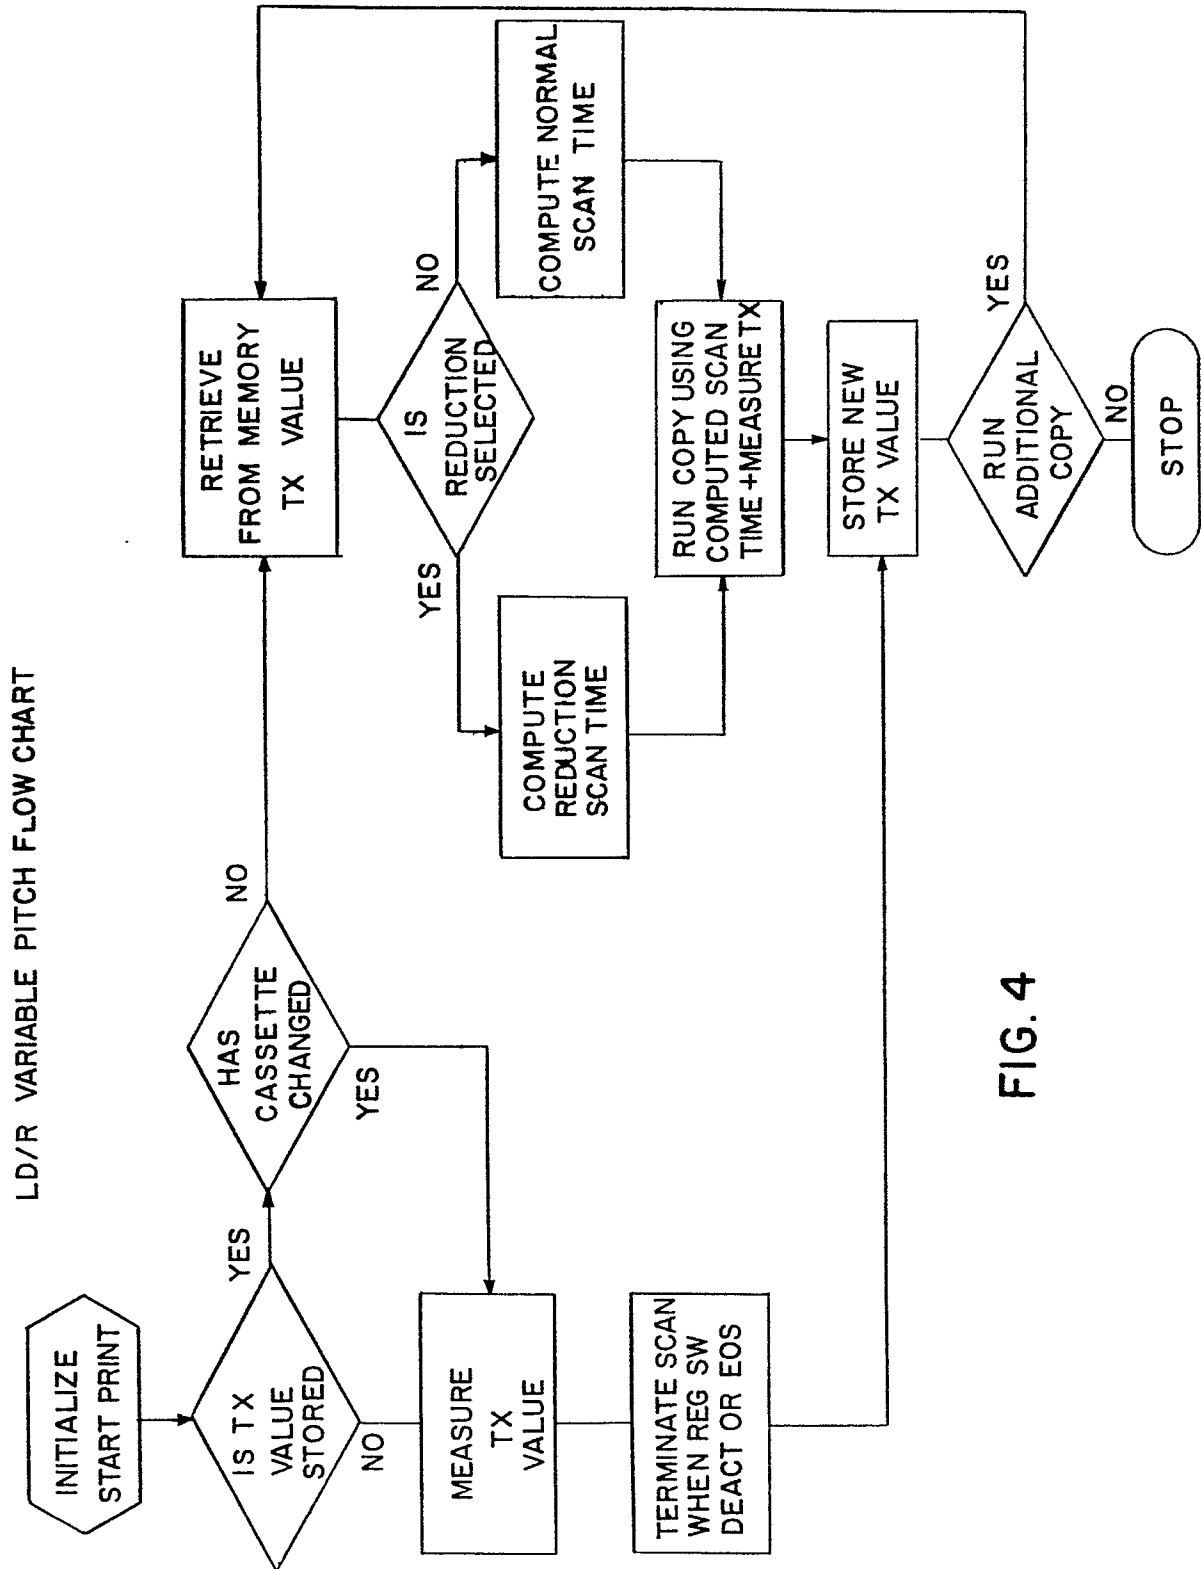 LD/R VARIABLE PITCH FLOW CHART
INITIALIZE
START PRINT
IS TX
VALUE
STORED
YES
NO
HAS
CASSETTE
CHANGED
NO
YES
MEASURE
TX
VALUE
TERMINATE SCAN
WHEN REG SW
DEACT OR EOS
RETRIEVE
FROM MEMORY
TX VALUE
IS
REDUCTION
SELECTED
YES
NO
COMPUTE
REDUCTION
SCAN TIME
COMPUTE NORMAL
SCAN TIME
RUN COPY USING
COMPUTED SCAN
TIME +MEASURE TX
STORE NEW
TX VALUE
RUN
ADDITIONAL
COPY
YES
NO
STOP
FIG. 4